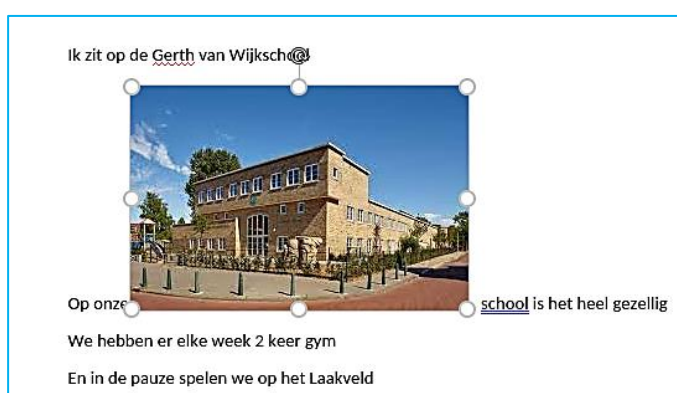 Ik zit op de Gerth van Wijkschool
Op onze school is het heel gezellig
We hebben er elke week 2 keer gym
En in de pauze spelen we op het Laakveld